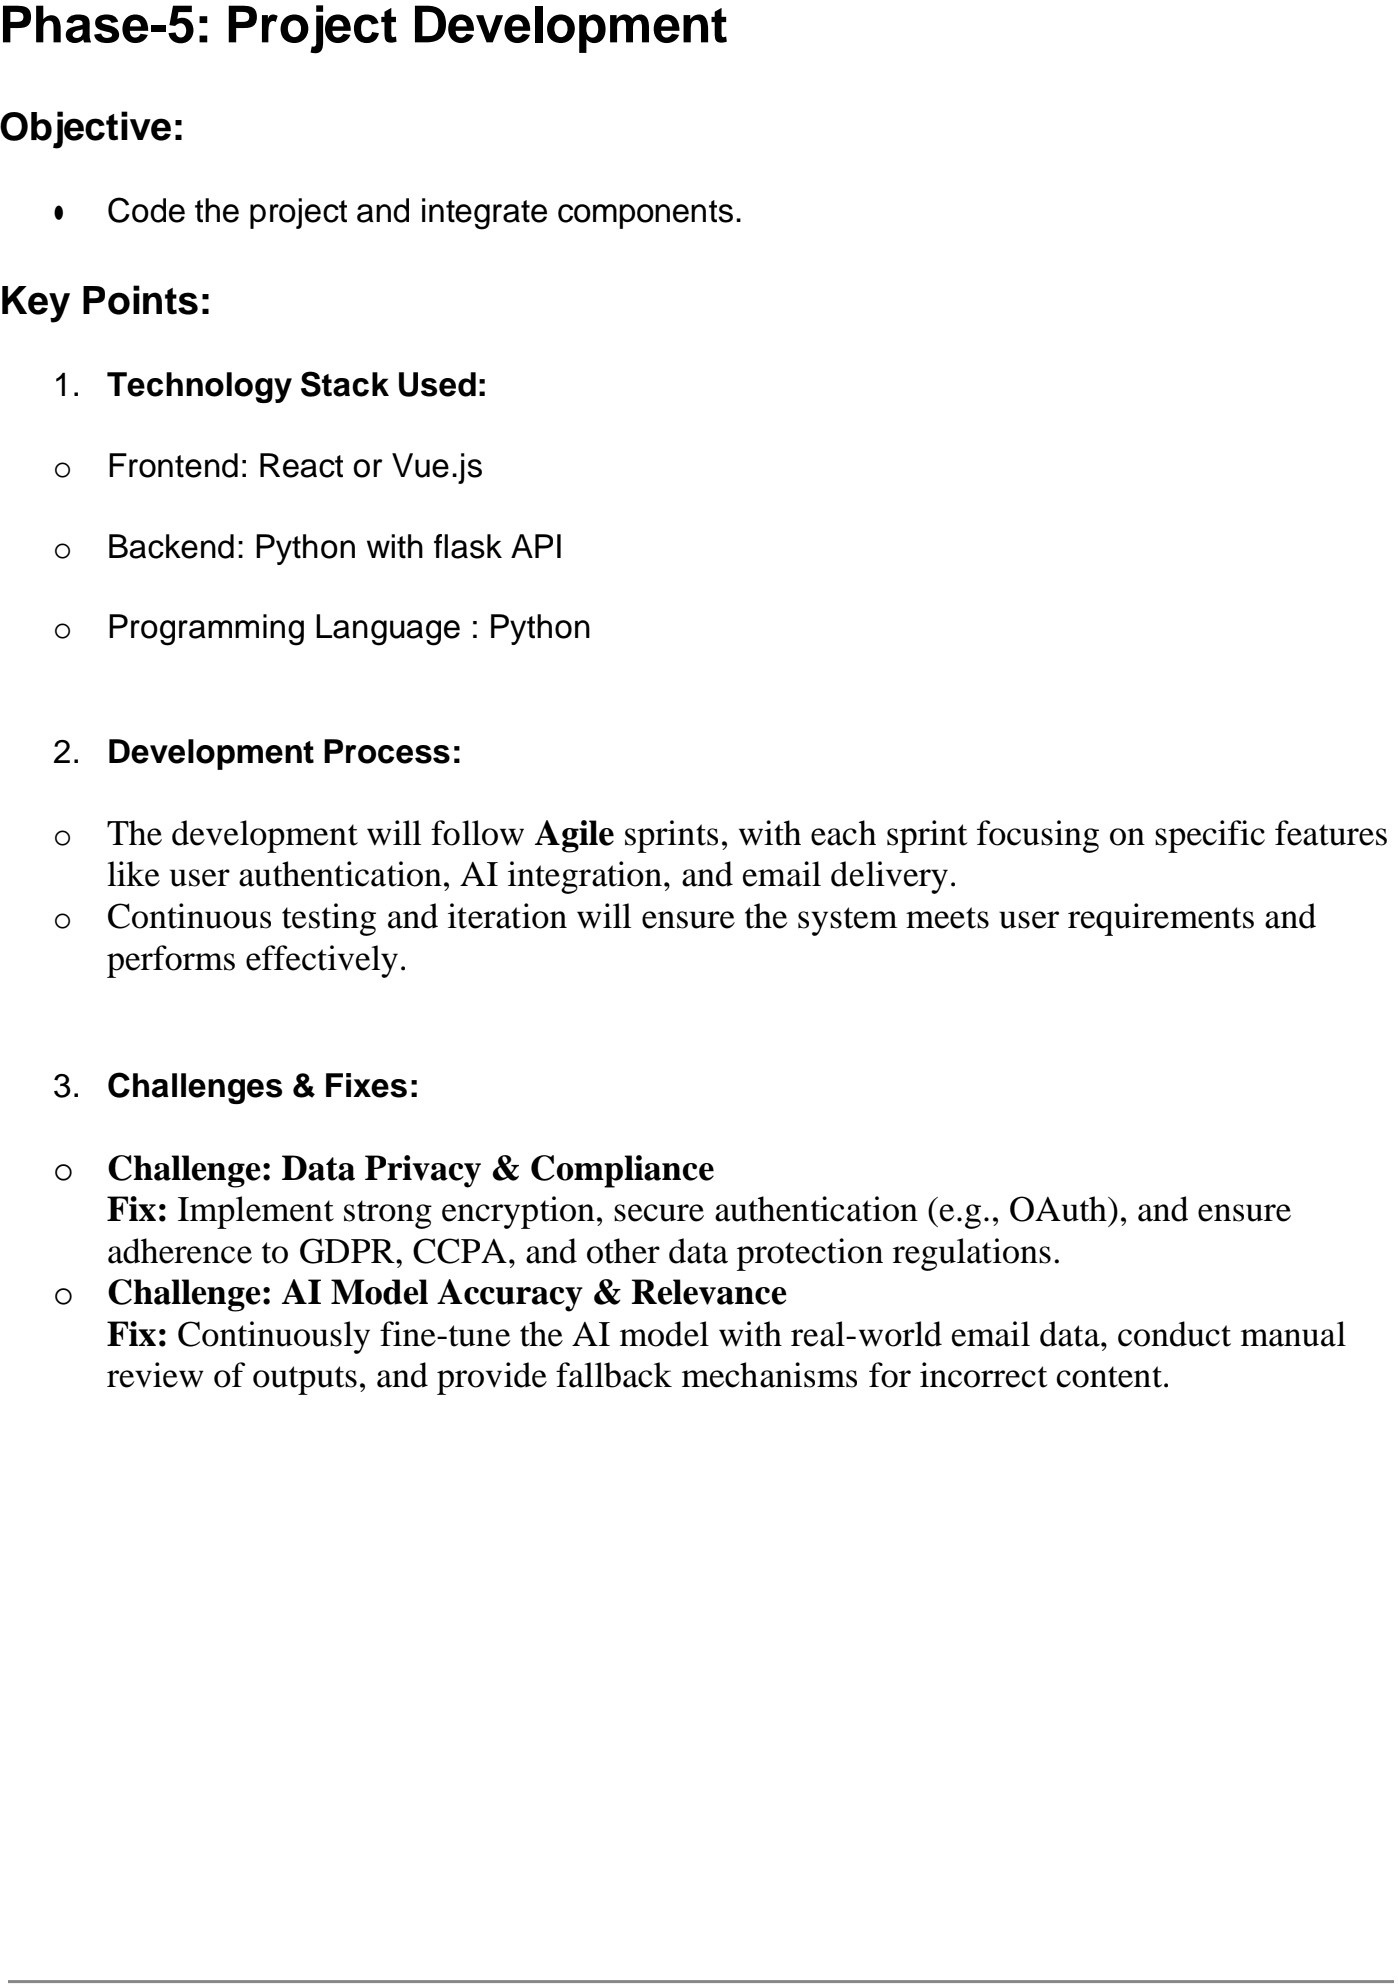 Phase-5: Project Development
Objective:
• Code the project and integrate components.
Key Points:
1. Technology Stack Used:
o Frontend: React or Vue.js
o Backend: Python with flask API
o Programming Language : Python
2. Development Process:
o The development will follow Agile sprints, with each sprint focusing on specific features
like user authentication, AI integration, and email delivery.
o Continuous testing and iteration will ensure the system meets user requirements and
performs effectively.
3. Challenges & Fixes:
o Challenge: Data Privacy & Compliance
Fix: Implement strong encryption, secure authentication (e.g., OAuth), and ensure
adherence to GDPR, CCPA, and other data protection regulations.
o Challenge: AI Model Accuracy & Relevance
Fix: Continuously fine-tune the AI model with real-world email data, conduct manual
review of outputs, and provide fallback mechanisms for incorrect content.